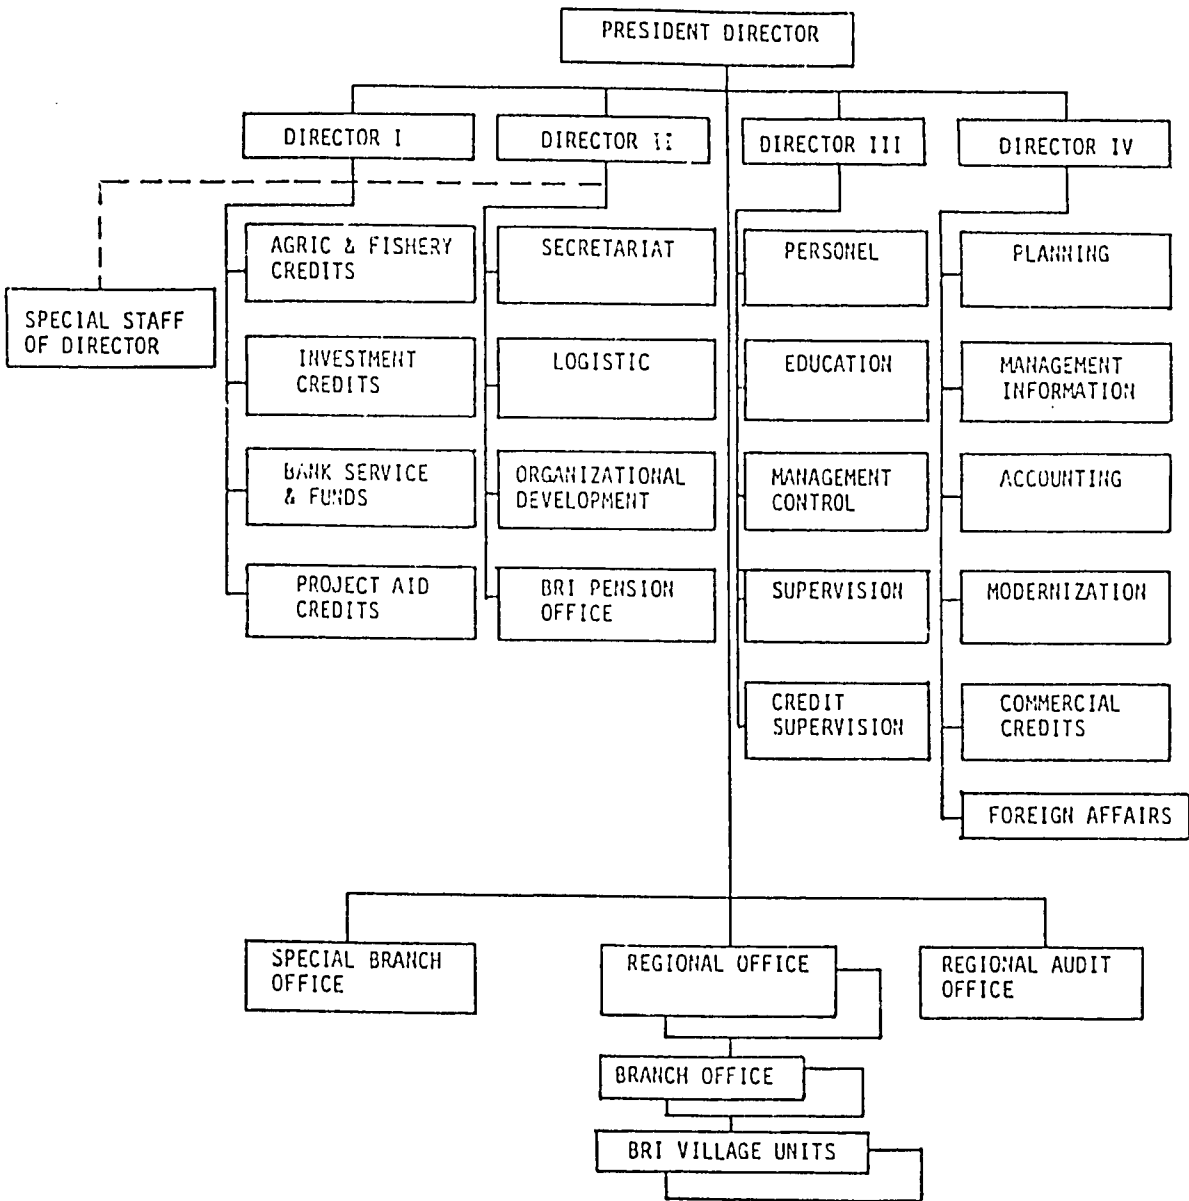 PRESIDENT DIRECTOR
DIRECTOR I
DIRECTOR II
DIRECTOR III
DIRECTOR IV
SPECIAL STAFF
OF DIRECTOR
AGRIC & FISHERY
CREDITS
INVESTMENT
CREDITS
BANK SERVICE
& FUNDS
PROJECT AID
CREDITS
SECRETARIAT
LOGISTIC
ORGANIZATIONAL
DEVELOPMENT
BRI PENSION
OFFICE
PERSONEL
EDUCATION
MANAGEMENT
CONTROL
SUPERVISION
CREDIT
SUPERVISION
PLANNING
MANAGEMENT
INFORMATION
ACCOUNTING
MODERNIZATION
COMMERCIAL
CREDITS
FOREIGN AFFAIRS
SPECIAL BRANCH
OFFICE
REGIONAL OFFICE
REGIONAL AUDIT
OFFICE
BRANCH OFFICE
BRI VILLAGE UNITS